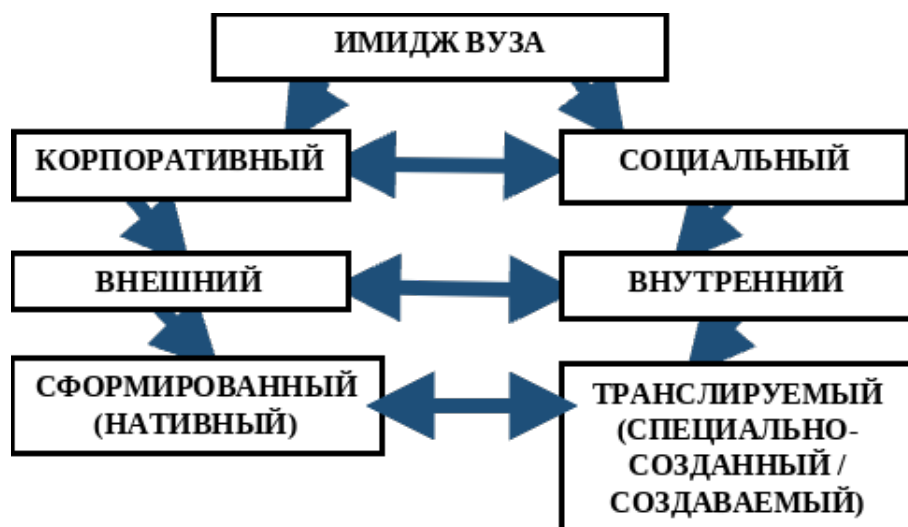 ИМИДЖ ВУЗА
КОРПОРАТИВНЫЙ
СОЦИАЛЬНЫЙ
ВНЕШНИЙ
ВНУТРЕННИЙ
СФОРМИРОВАННЫЙ
(НАТИВНЫЙ)
ТРАНСЛИРУЕМЫЙ
(СПЕЦИАЛЬНО-
СОЗДАННЫЙ /
СОЗДАВАЕМЫЙ)